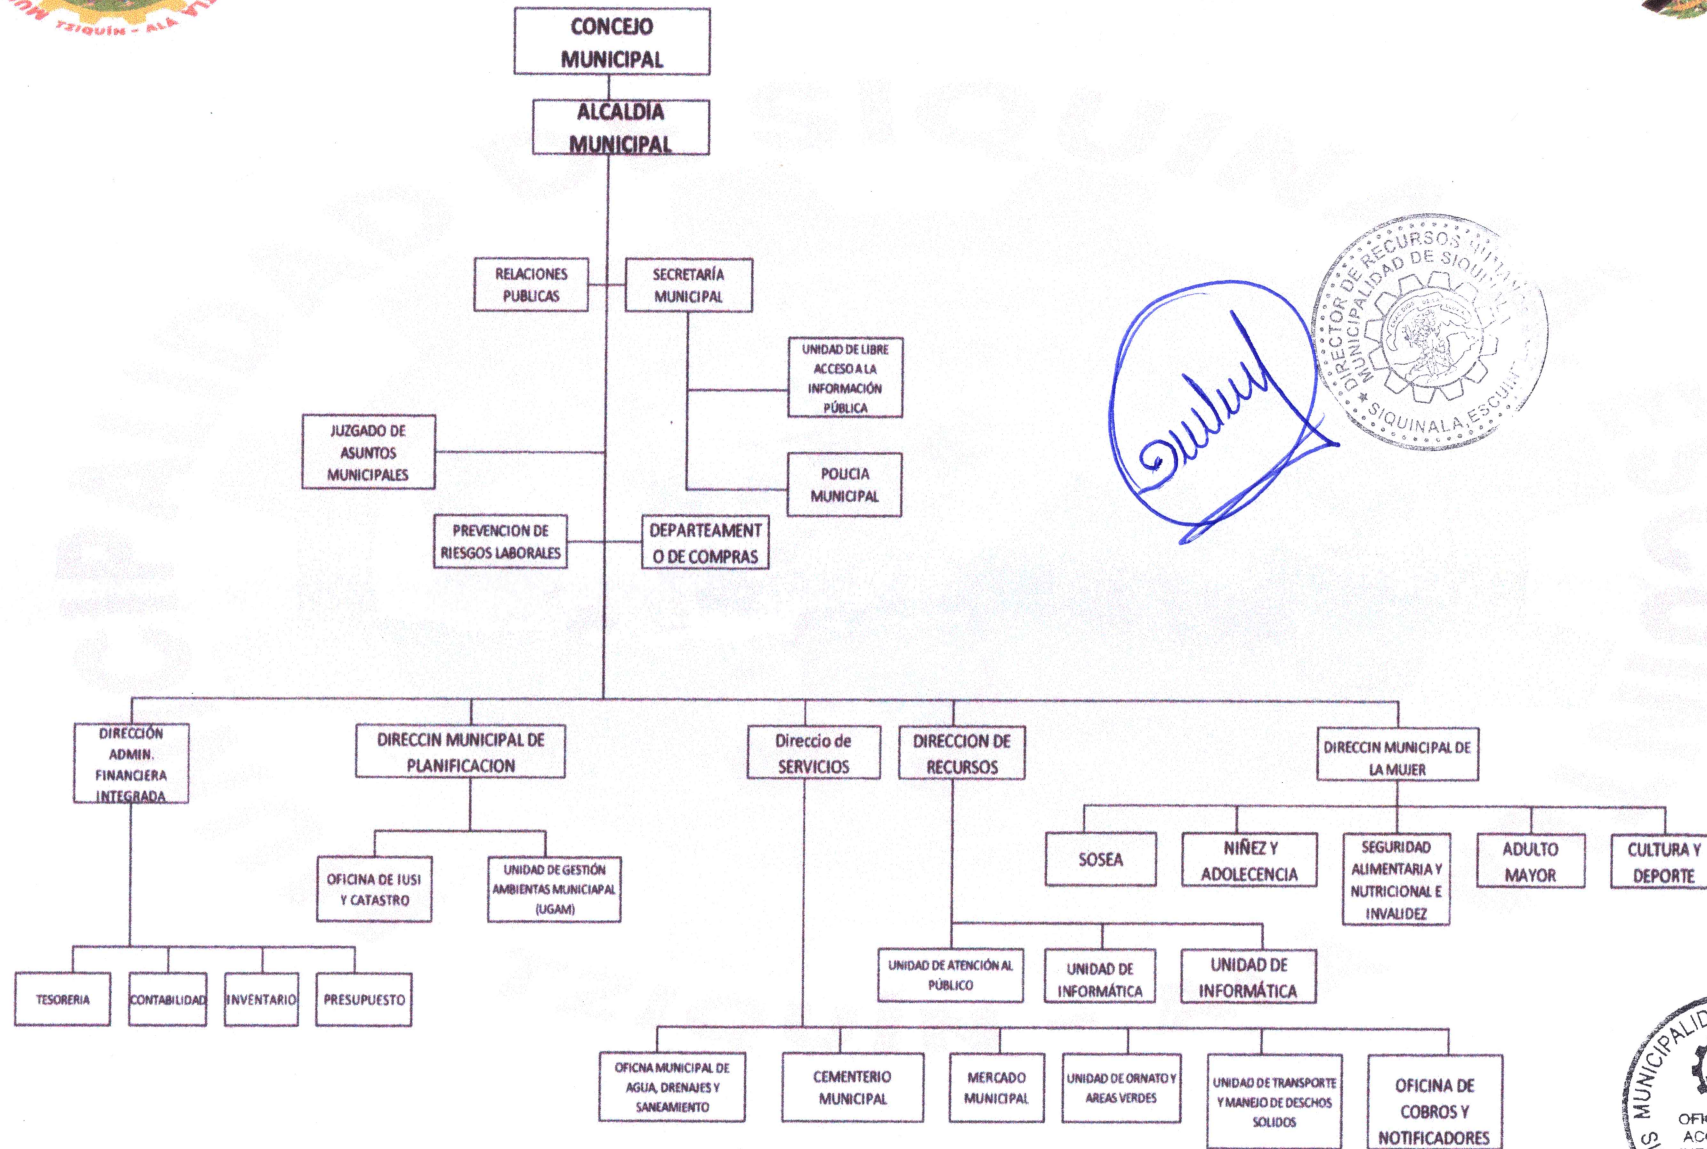 TZIQUÍN - ALÁ
CONCEJO
MUNICIPAL
ALCALDÍA
MUNICIPAL
RELACIONES
PUBLICAS
SECRETARÍA
MUNICIPAL
UNIDAD DE LIBRE
ACCESO A LA
INFORMACIÓN
PÚBLICA
JUZGADO DE
ASUNTOS
MUNICIPALES
POLICIA
MUNICIPAL
PREVENCION DE
RIESGOS LABORALES
DEPARTEAMENT
O DE COMPRAS
DIRECTOR DE RECURSOS
MUNICIPALIDAD DE
SIQUINALA,
DIRECCIÓN
ADMIN.
FINANCIERA
INTEGRADA
DIRECCIN MUNICIPAL DE
PLANIFICACION
Direccio de
SERVICIOS
DIRECCION DE
RECURSOS
DIRECCIN MUNICIPAL DE
LA MUJER
OFICINA DE IUSI
Y CATASTRO
UNIDAD DE GESTIÓN
AMBIENTAS MUNICIAPAL
(UGAM)
SOSEA
NIÑEZ Y
ADOLECENCIA
SEGURIDAD
ALIMENTARIA Y
NUTRICIONAL E
INVALIDEZ
ADULTO
MAYOR
CULTURA Y
DEPORTE
TESORERIA
CONTABILIDAD
INVENTARIO
PRESUPUESTO
UNIDAD DE ATENCIÓN AL
PÚBLICO
UNIDAD DE
INFORMÁTICA
UNIDAD DE
INFORMÁTICA
OFICNA MUNICIPAL DE
AGUA, DRENAJES Y
SANEAMIENTO
CEMENTERIO
MUNICIPAL
MERCADO
MUNICIPAL
UNIDAD DE ORNATO Y
AREAS VERDES
UNIDAD DE TRANSPORTE
Y MANEJO DE DESCHOS
SOLIDOS
OFICINA DE
COBROS Y
NOTIFICADORES